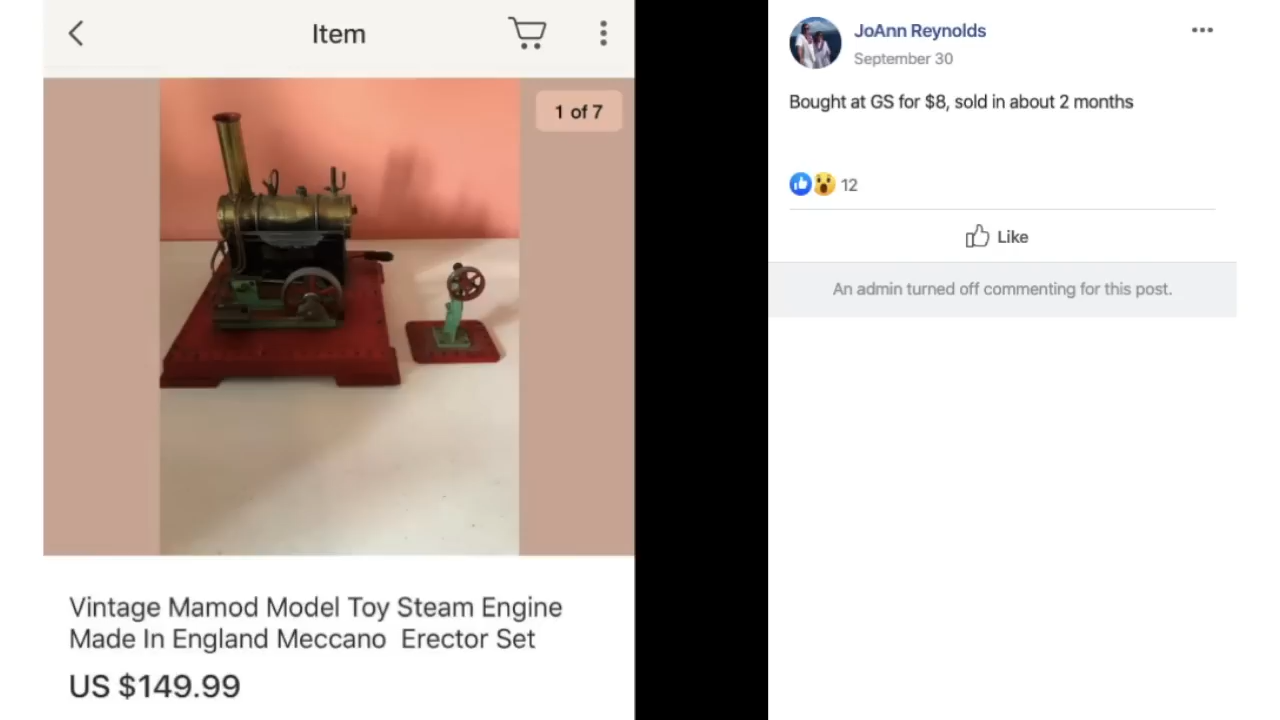 Item
1 of 7
Vintage Mamod Model Toy Steam Engine
Made In England Meccano  Erector Set
US $149.99
JoAnn Reynolds
September 30
Bought at GS for $8, sold in about 2 months
12
Like
An admin turned off commenting for this post.